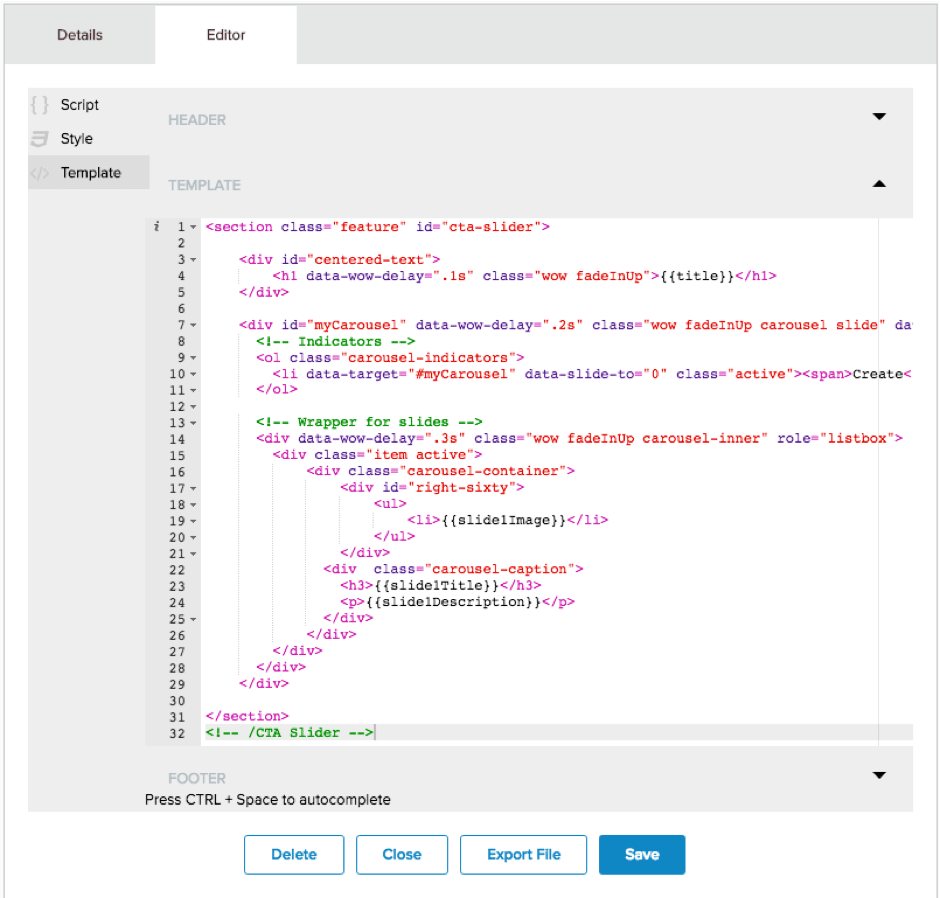 Details Editor
{ } Script
Style
</> Template
HEADER
TEMPLATE
i 1 <section class="feature" id="cta-slider">
2
3 <div id="centered-text">
4 <h1 data-wow-delay=".1s" class="wow fadeInUp">{{title}}</h1>
5 </div>
6
7 <div id="myCarousel" data-wow-delay=".2s" class="wow fadeInUp carousel slide" da
8 <!-- Indicators -->
9 <ol class="carousel-indicators">
10 <li data-target="#myCarousel" data-slide-to="0" class="active"><span>Create<
11 </ol>
12
13 <!-- Wrapper for slides -->
14 <div data-wow-delay=".3s" class="wow fadeInUp carousel-inner" role="listbox">
15 <div class="item active">
16 <div class="carousel-container">
17 <div id="right-sixty">
18 <ul>
19 <li>{{slide1Image}}</li>
20 </ul>
21 </div>
22 <div  class="carousel-caption">
23 <h3>{{slide1Title}}</h3>
24 <p>{{slide1Description}}</p>
25 </div>
26 </div>
27 </div>
28 </div>
29 </div>
30
31 </section>
32 <!-- /CTA Slider -->
FOOTER
Press CTRL + Space to autocomplete
Delete Close Export File Save